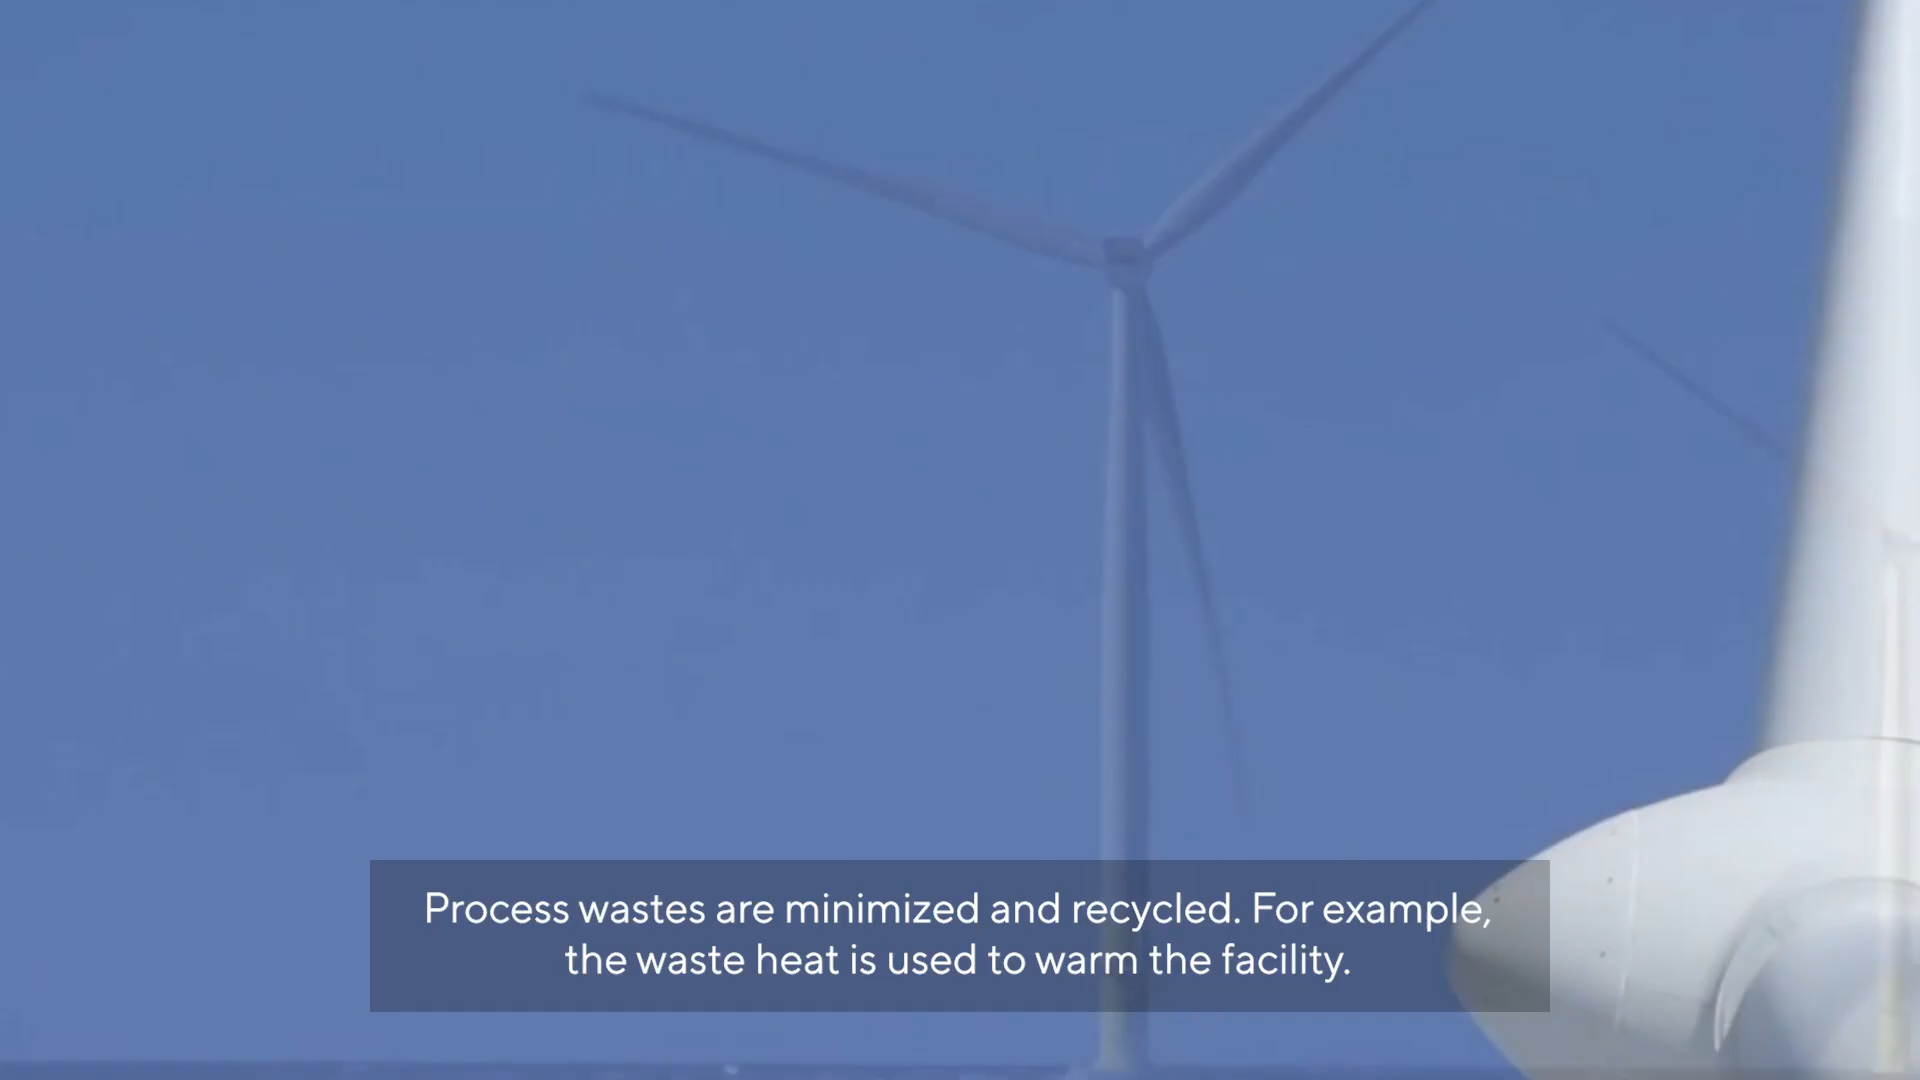 Process wastes are minimized and recycled. For example,
the waste heat is used to warm the facility.